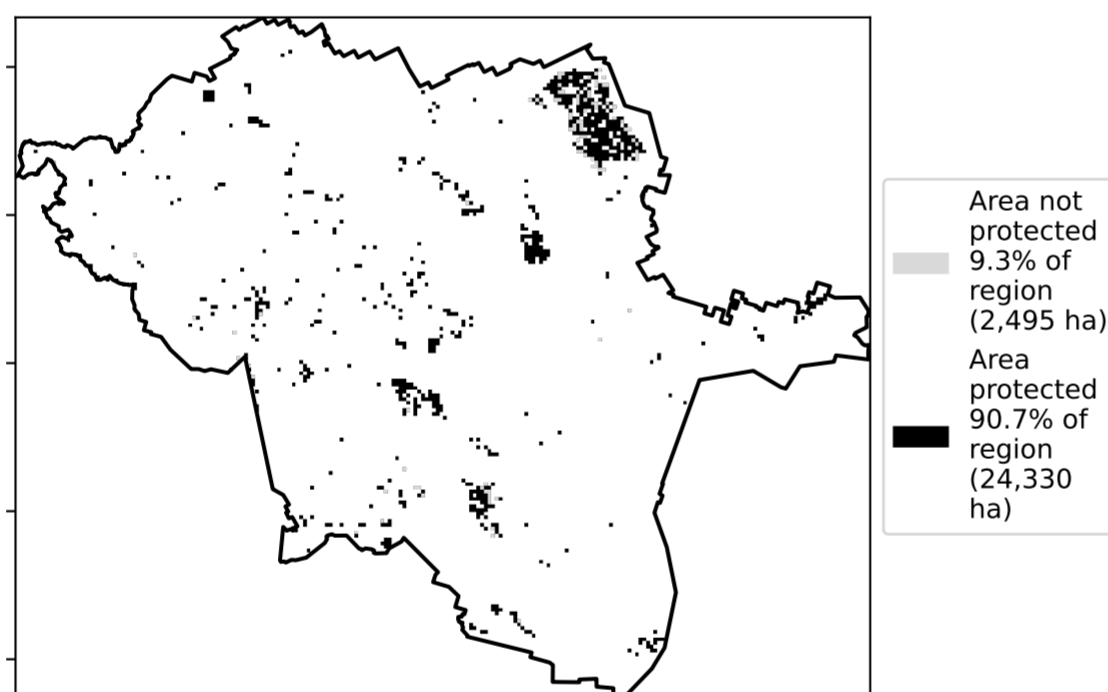 Area not
protected
9.3% of
region
(2,495 ha)
Area
protected
90.7% of
region
(24,330
ha)